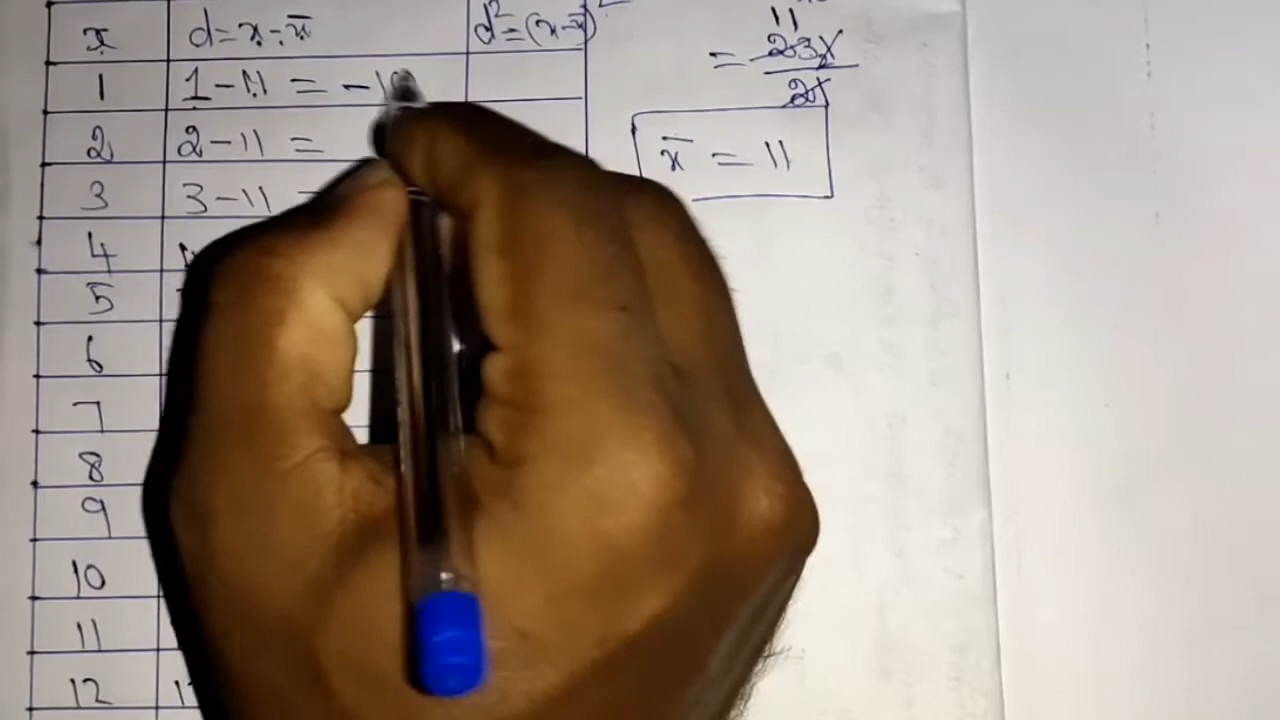 x d = x - x̄ d² = (x - x̄)²
1 1 - 11 = -10
2 2 - 11 =
3 3 - 11 =
4
5
6
7
8
9
10
11
12
11
= 231
21
x̄ = 11